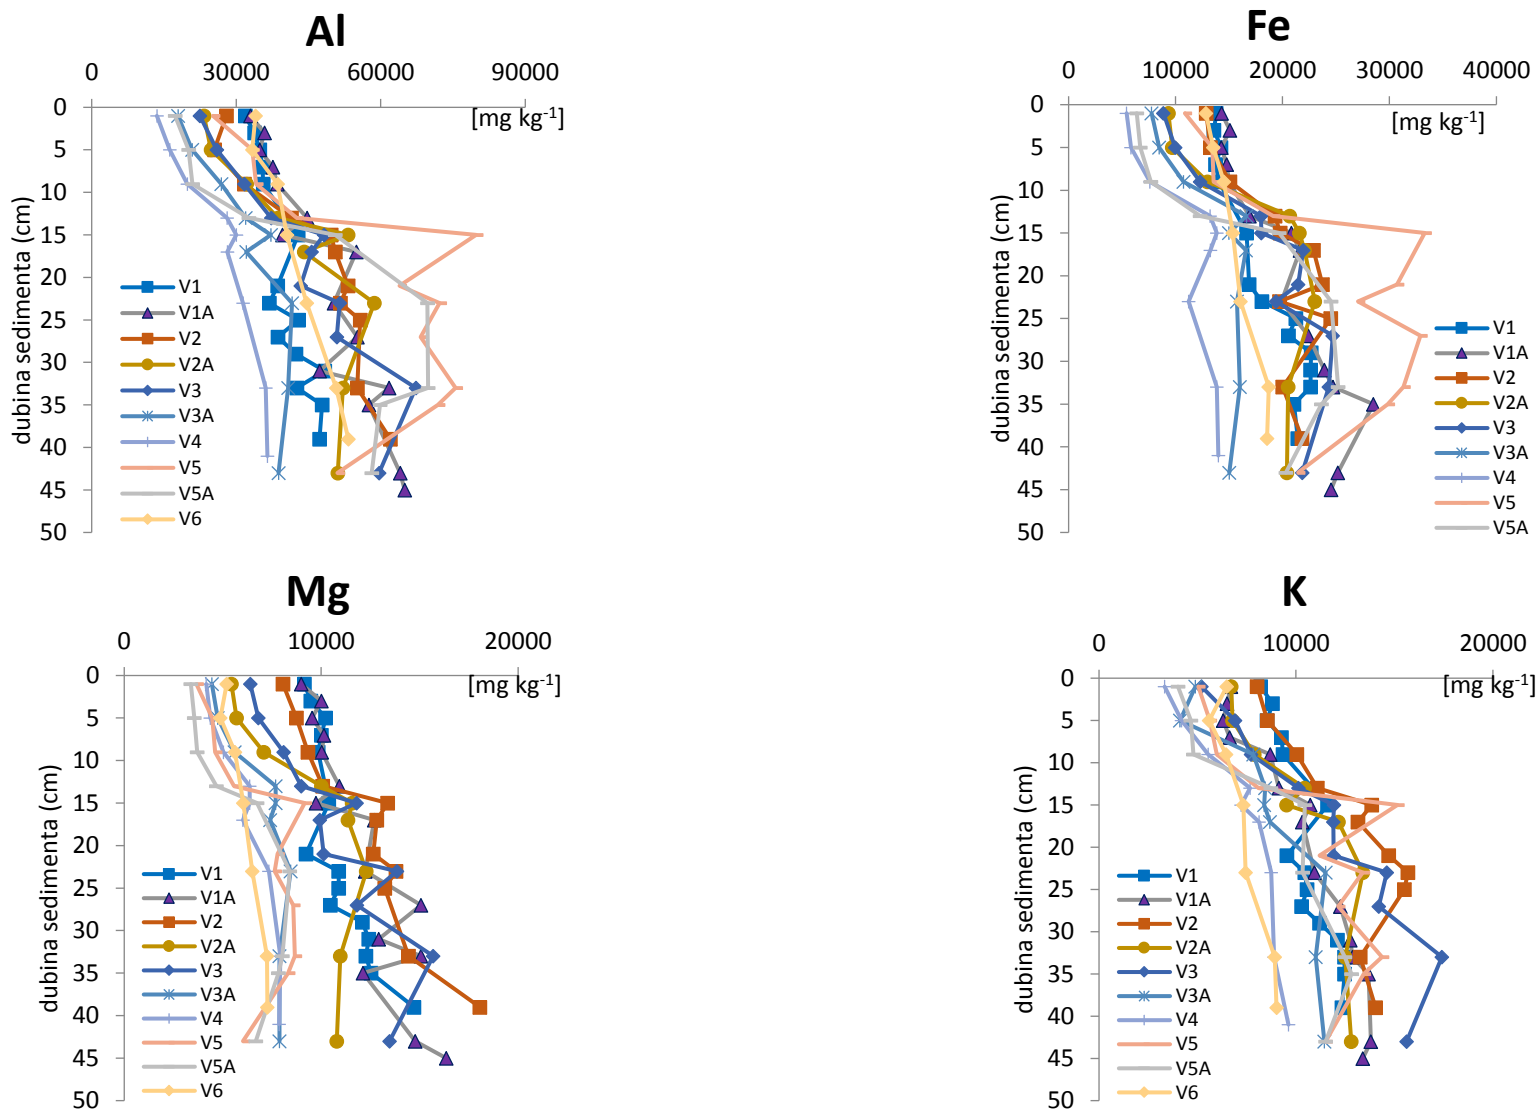 Al
0 30000 60000 90000
[mg kg⁻¹]
0
5
10
15
20
25
30
35
40
45
50
dubina sedimenta (cm)
V1
V1A
V2
V2A
V3
V3A
V4
V5
V5A
V6
Fe
0 10000 20000 30000 40000
[mg kg⁻¹]
0
5
10
15
20
25
30
35
40
45
50
dubina sedimenta (cm)
V1
V1A
V2
V2A
V3
V3A
V4
V5
V5A
Mg
0 10000 20000
[mg kg⁻¹]
0
5
10
15
20
25
30
35
40
45
50
dubina sedimenta (cm)
V1
V1A
V2
V2A
V3
V3A
V4
V5
V5A
V6
K
0 10000 20000
[mg kg⁻¹]
0
5
10
15
20
25
30
35
40
45
50
dubina sedimenta (cm)
V1
V1A
V2
V2A
V3
V3A
V4
V5
V5A
V6